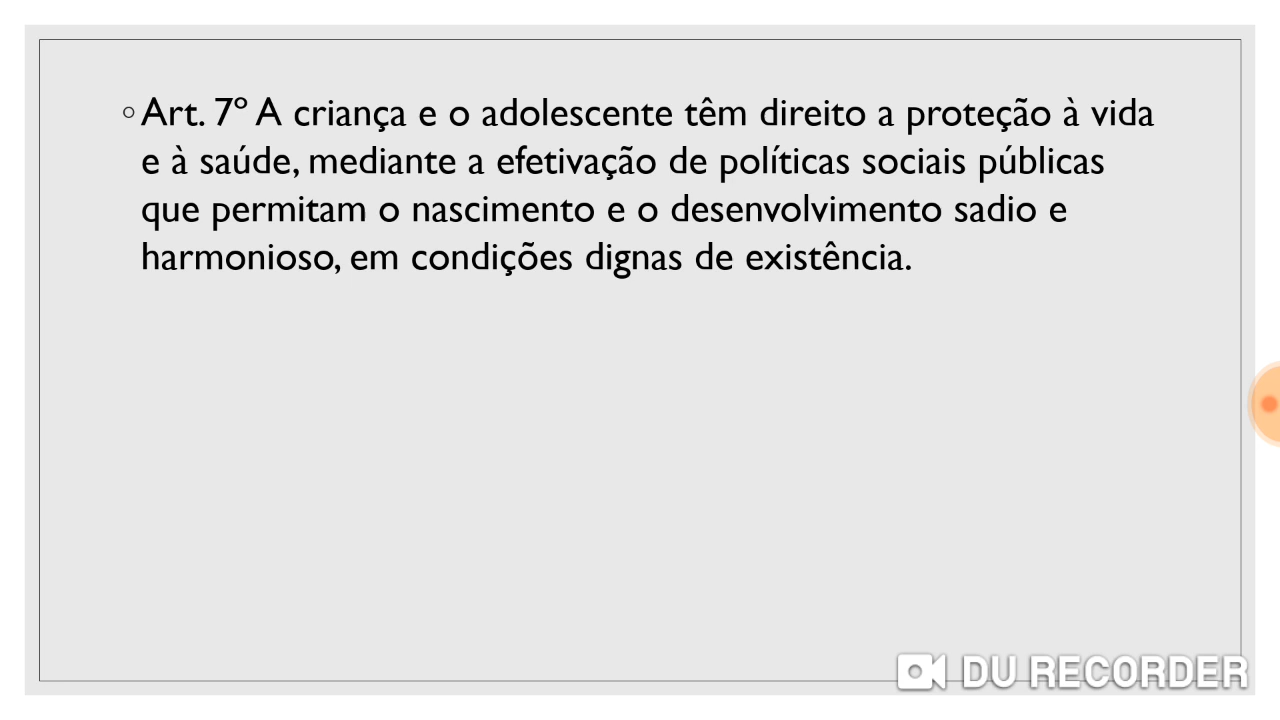 ◦ Art. 7º A criança e o adolescente têm direito a proteção à vida
e à saúde, mediante a efetivação de políticas sociais públicas
que permitam o nascimento e o desenvolvimento sadio e
harmonioso, em condições dignas de existência.
DU RECORDER